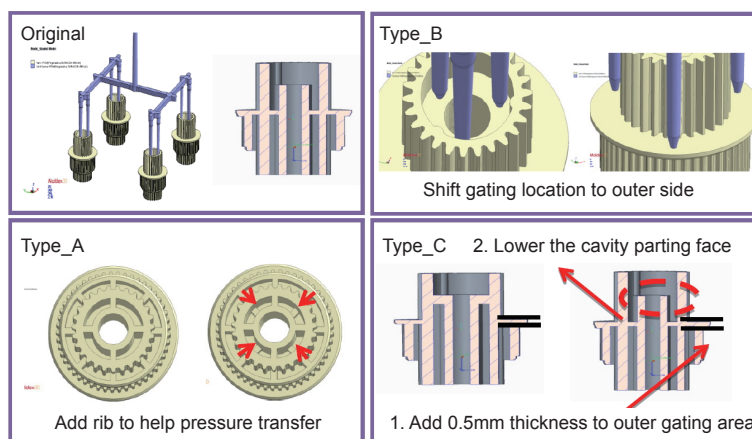 Original
Type_B
Shift gating location to outer side
Type_A
Add rib to help pressure transfer
Type_C 2. Lower the cavity parting face
1. Add 0.5mm thickness to outer gating area